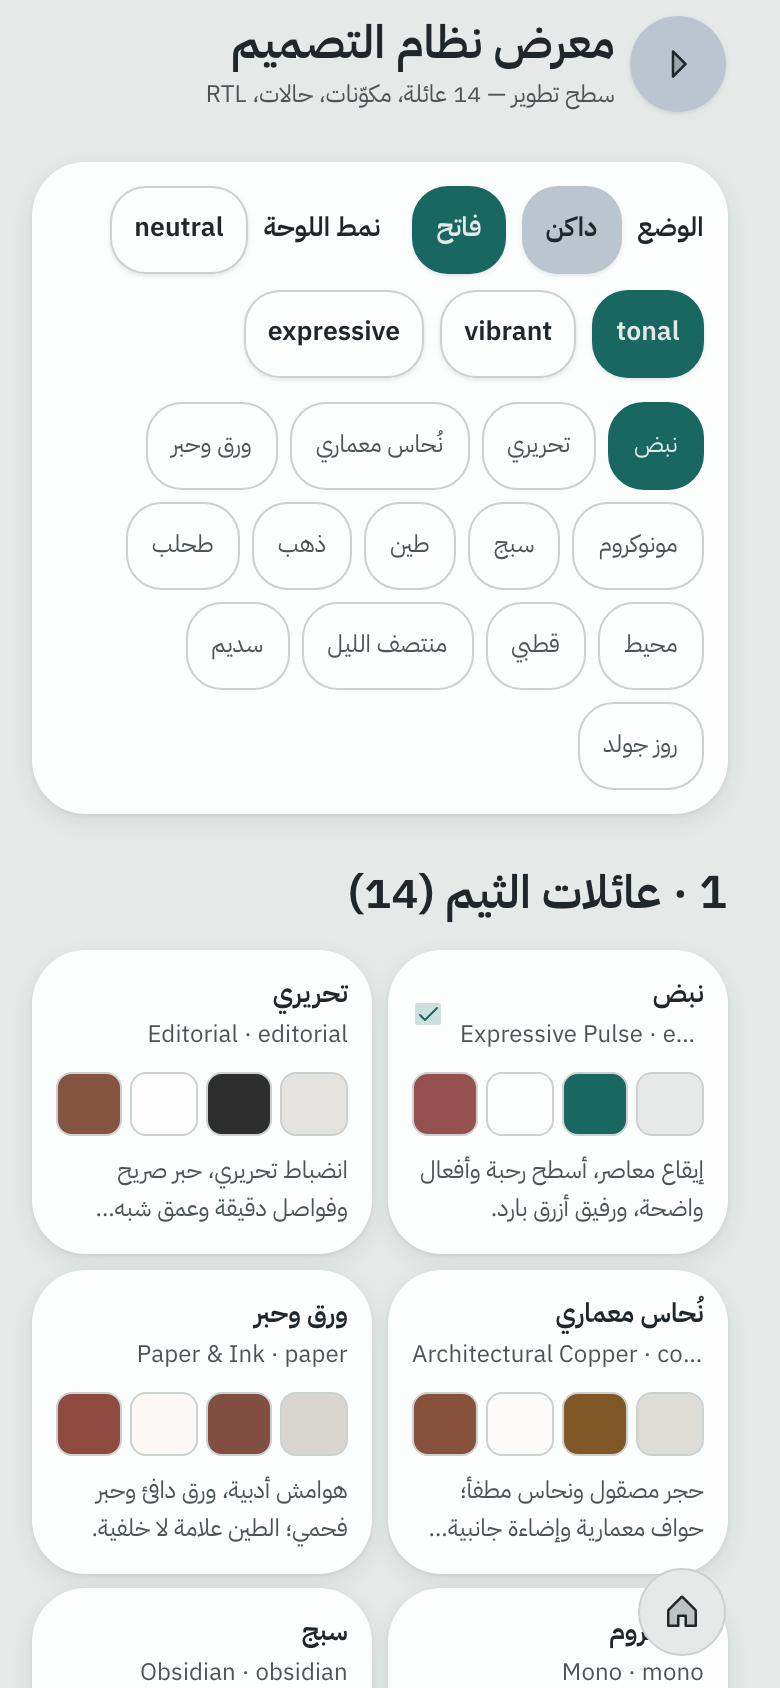 معرض نظام التصميم
سطح تطوير — 14 عائلة، مكوّنات، حالات، RTL
الوضع داكن فاتح نمط اللوحة neutral
tonal vibrant expressive
نبض تحريري نُحاس معماري ورق وحبر
مونوكروم سبج طين ذهب طحلب
محيط قطبي منتصف الليل سديم
روز جولد
1 · عائلات الثيم (14)
نبض
Expressive Pulse · e...
إيقاع معاصر، أسطح رحبة وأفعال
واضحة، ورفيق أزرق بارد.
تحريري
Editorial · editorial
انضباط تحريري، حبر صريح
وفواصل دقيقة وعمق شبه...
نُحاس معماري
Architectural Copper · co...
حجر مصقول ونحاس مطفأ؛
حواف معمارية وإضاءة جانبية...
ورق وحبر
Paper & Ink · paper
هوامش أدبية، ورق دافئ وحبر
فحمي؛ الطين علامة لا خلفية.
Mono · mono
سبج
Obsidian · obsidian